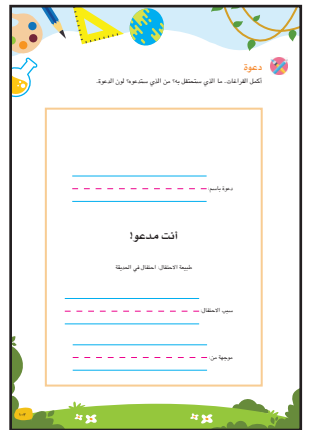 دعوة
أكمل الفراغات. ما الذي ستحتفل به؟ من الذي ستدعوه؟ لون الدعوة.
دعوة باسم:
أنت مدعو!
طبيعة الاحتفال: احتفال في الحديقة
سبب الاحتفال:
موجهة من: